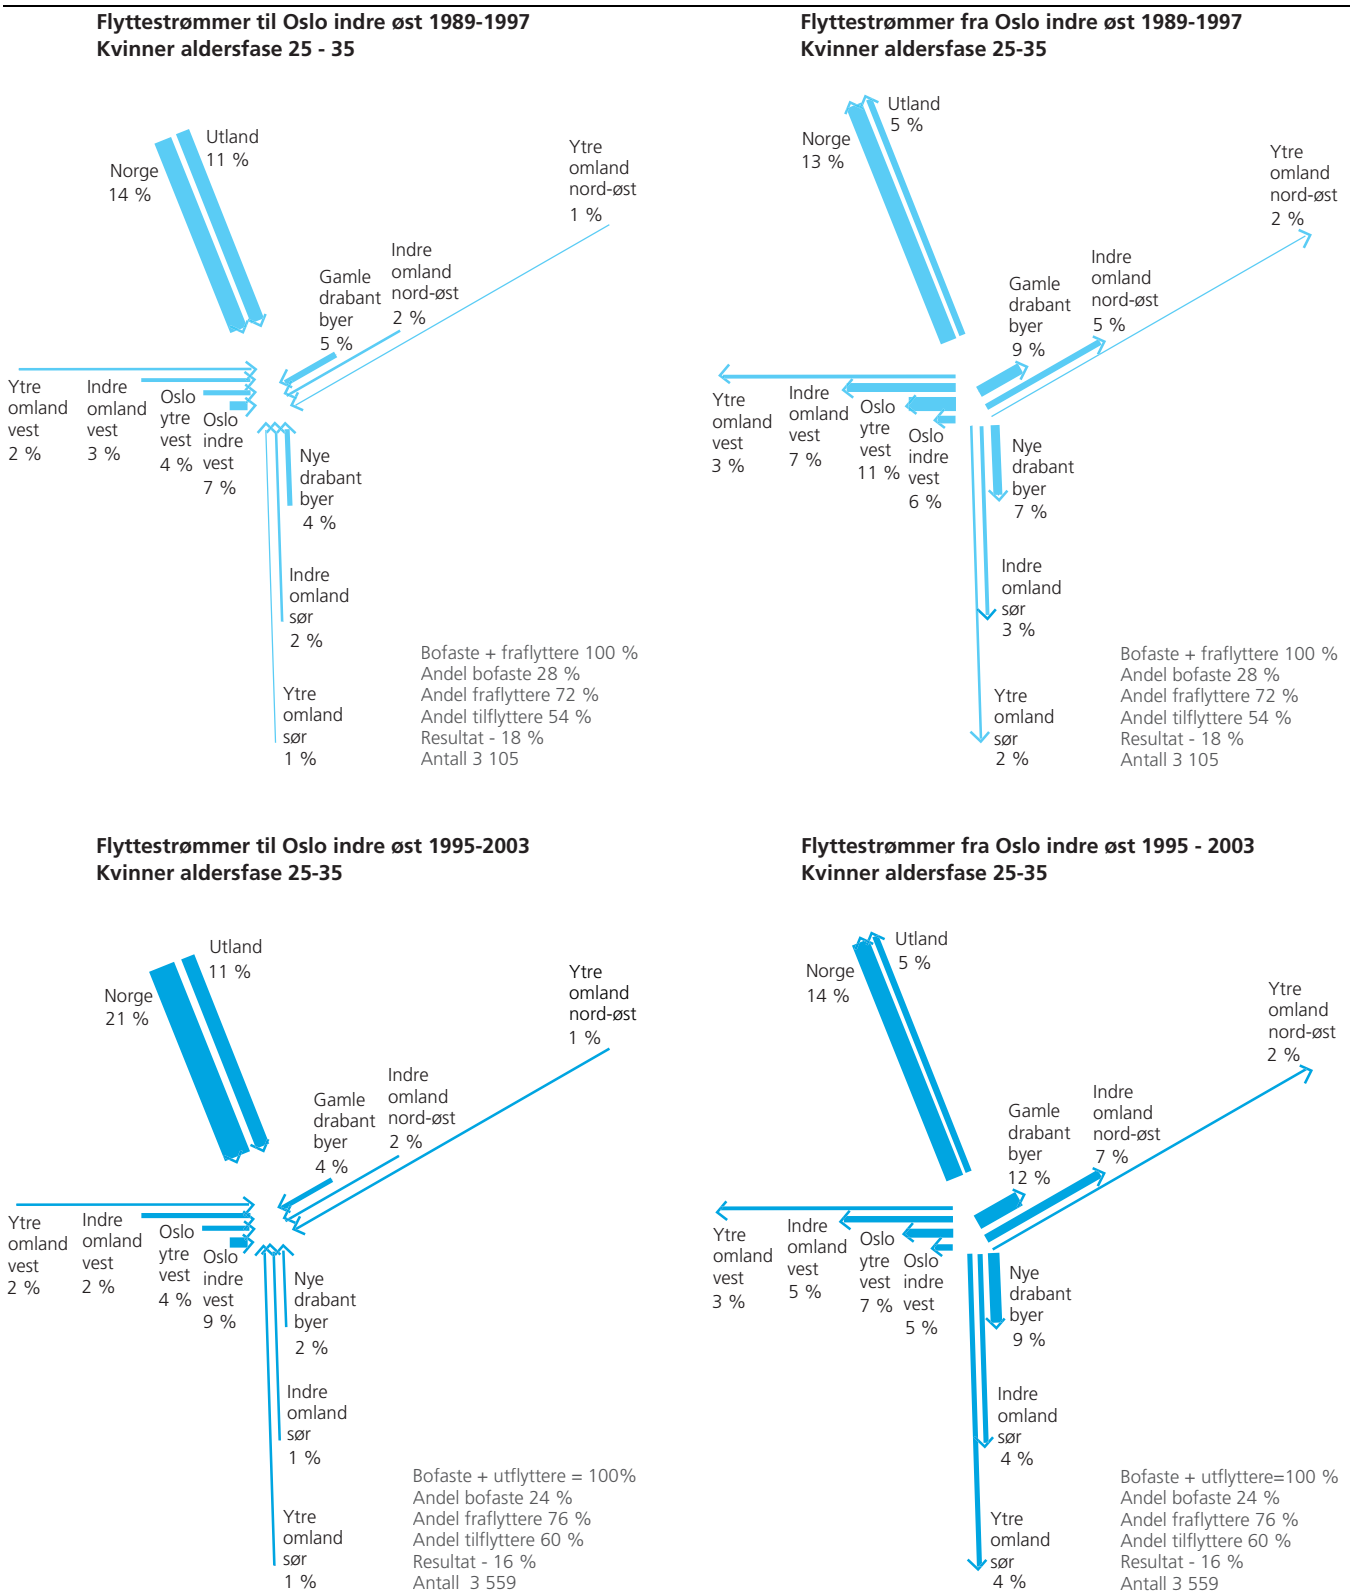 Flyttestrømmer til Oslo indre øst 1989-1997
Kvinner aldersfase 25 - 35
Utland
11 %
Norge
14 %
Ytre
omland
nord-øst
1 %
Indre
omland
nord-øst
2 %
Gamle
drabant
byer
5 %
Ytre
omland
vest
2 %
Indre
omland
vest
3 %
Oslo
ytre
vest
4 %
Oslo
indre
vest
7 %
Nye
drabant
byer
4 %
Indre
omland
sør
2 %
Ytre
omland
sør
1 %
Bofaste + fraflyttere 100 %
Andel bofaste 28 %
Andel fraflyttere 72 %
Andel tilflyttere 54 %
Resultat - 18 %
Antall 3 105
Flyttestrømmer fra Oslo indre øst 1989-1997
Kvinner aldersfase 25-35
Utland
5 %
Norge
13 %
Ytre
omland
nord-øst
2 %
Indre
omland
nord-øst
5 %
Gamle
drabant
byer
9 %
Ytre
omland
vest
3 %
Indre
omland
vest
7 %
Oslo
ytre
vest
11 %
Oslo
indre
vest
6 %
Nye
drabant
byer
7 %
Indre
omland
sør
3 %
Ytre
omland
sør
2 %
Bofaste + fraflyttere 100 %
Andel bofaste 28 %
Andel fraflyttere 72 %
Andel tilflyttere 54 %
Resultat - 18 %
Antall 3 105
Flyttestrømmer til Oslo indre øst 1995-2003
Kvinner aldersfase 25-35
Utland
11 %
Norge
21 %
Ytre
omland
nord-øst
1 %
Indre
omland
nord-øst
2 %
Gamle
drabant
byer
4 %
Ytre
omland
vest
2 %
Indre
omland
vest
2 %
Oslo
ytre
vest
4 %
Oslo
indre
vest
9 %
Nye
drabant
byer
2 %
Indre
omland
sør
1 %
Ytre
omland
sør
1 %
Bofaste + utflyttere = 100%
Andel bofaste 24 %
Andel fraflyttere 76 %
Andel tilflyttere 60 %
Resultat - 16 %
Antall 3 559
Flyttestrømmer fra Oslo indre øst 1995 - 2003
Kvinner aldersfase 25-35
Utland
5 %
Norge
14 %
Ytre
omland
nord-øst
2 %
Indre
omland
nord-øst
7 %
Gamle
drabant
byer
12 %
Ytre
omland
vest
3 %
Indre
omland
vest
5 %
Oslo
ytre
vest
7 %
Oslo
indre
vest
5 %
Nye
drabant
byer
9 %
Indre
omland
sør
4 %
Ytre
omland
sør
4 %
Bofaste + utflyttere=100 %
Andel bofaste 24 %
Andel fraflyttere 76 %
Andel tilflyttere 60 %
Resultat - 16 %
Antall 3 559